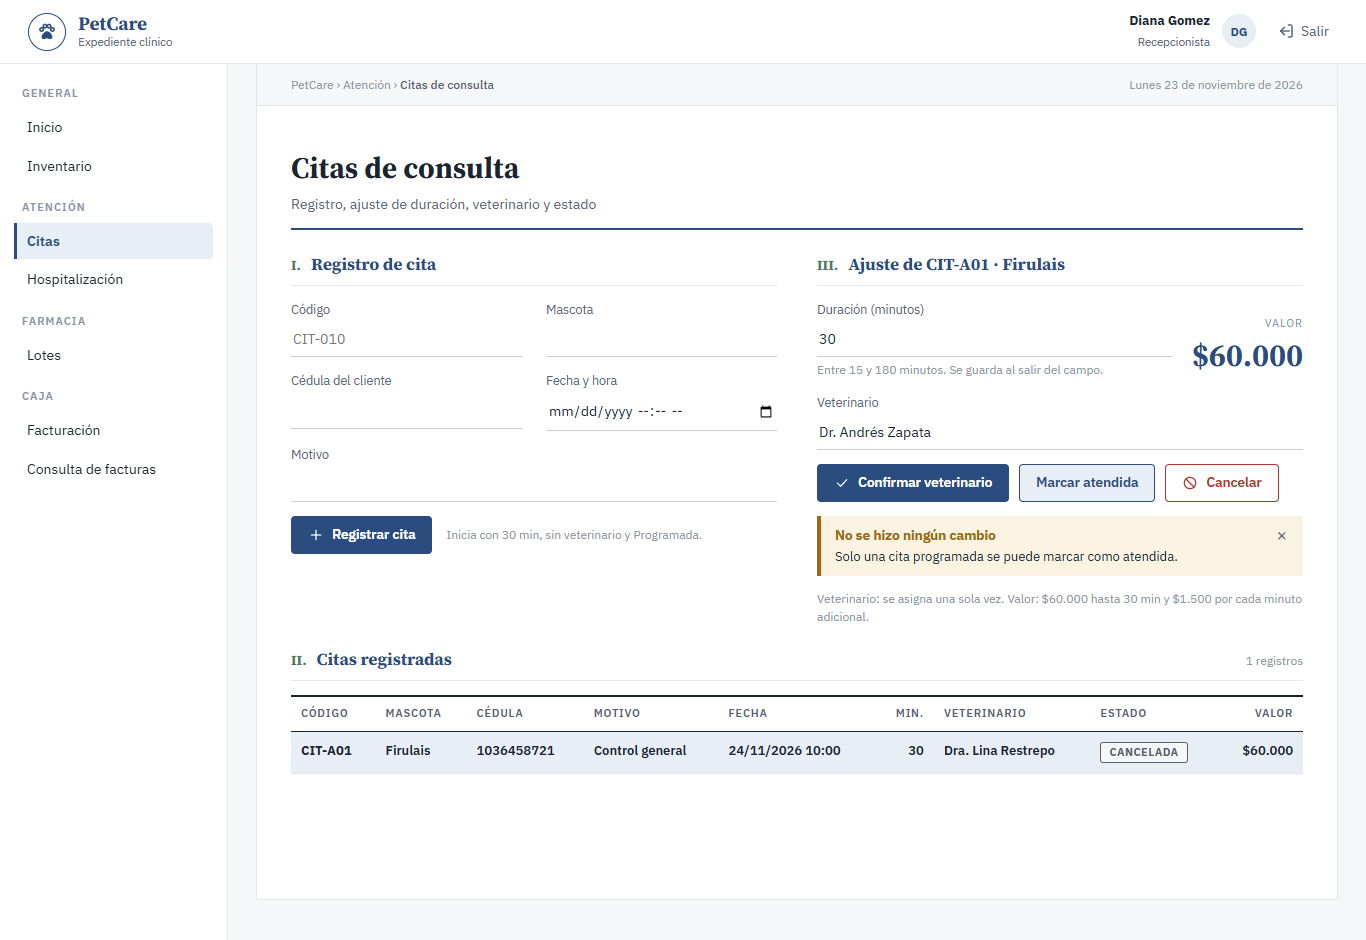 PetCare
Expediente clínico
Diana Gomez
Recepcionista
DG
Salir
GENERAL
Inicio
Inventario
ATENCIÓN
Citas
Hospitalización
FARMACIA
Lotes
CAJA
Facturación
Consulta de facturas
PetCare › Atención › Citas de consulta
Lunes 23 de noviembre de 2026
Citas de consulta
Registro, ajuste de duración, veterinario y estado
I. Registro de cita
Código
Mascota
CIT-010
Cédula del cliente
Fecha y hora
mm/dd/yyyy --:-- --
Motivo
Registrar cita
Inicia con 30 min, sin veterinario y Programada.
III. Ajuste de CIT-A01 · Firulais
Duración (minutos)
30
VALOR
$60.000
Entre 15 y 180 minutos. Se guarda al salir del campo.
Veterinario
Dr. Andrés Zapata
Confirmar veterinario
Marcar atendida
Cancelar
No se hizo ningún cambio
Solo una cita programada se puede marcar como atendida.
Veterinario: se asigna una sola vez. Valor: $60.000 hasta 30 min y $1.500 por cada minuto
adicional.
II. Citas registradas
1 registros
CÓDIGO MASCOTA CÉDULA MOTIVO FECHA MIN. VETERINARIO ESTADO VALOR
CIT-A01 Firulais 1036458721 Control general 24/11/2026 10:00 30 Dra. Lina Restrepo CANCELADA $60.000